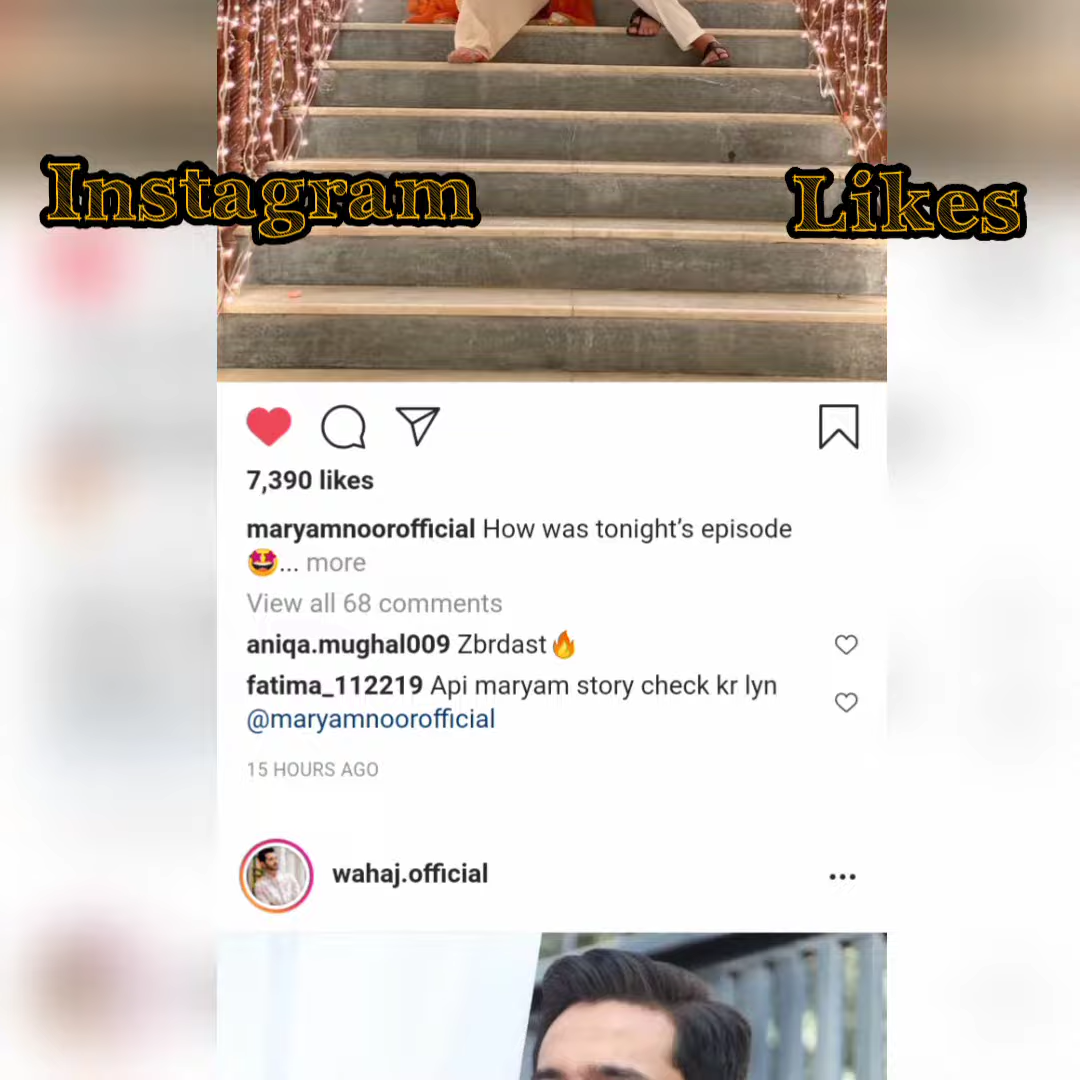 Instagram Likes
7,390 likes
maryamnoorofficial How was tonight’s episode
🤩... more
View all 68 comments
aniqa.mughal009 Zbrdast🔥
fatima_112219 Api maryam story check kr lyn
@maryamnoorofficial
15 HOURS AGO
wahaj.official